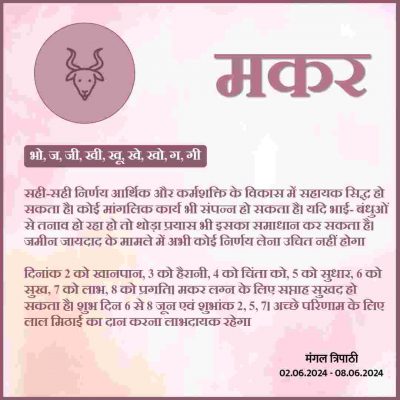 मकर
भो, ज, जी, खी, खू, खे, खो, ग, गी
सही-सही निर्णय आर्थिक और कर्मशक्ति के विकास में सहायक सिद्ध हो
सकता है। कोई मांगलिक कार्य भी संपन्न हो सकता है। यदि भाई- बंधुओं
से तनाव हो रहा हो तो थोड़ा प्रयास भी इसका समाधान कर सकता है।
जमीन जायदाद के मामले में अभी कोई निर्णय लेना उचित नहीं होगा
दिनांक 2 को खानपान, 3 को हैरानी, 4 को चिंता को, 5 को सुधार, 6 को
सुख, 7 को लाभ, 8 को प्रगति। मकर लग्न के लिए सप्ताह सुखद हो
सकता है। शुभ दिन 6 से 8 जून एवं शुभांक 2, 5, 7। अच्छे परिणाम के लिए
लाल मिठाई का दान करना लाभदायक रहेगा
मंगल त्रिपाठी
02.06.2024 - 08.06.2024